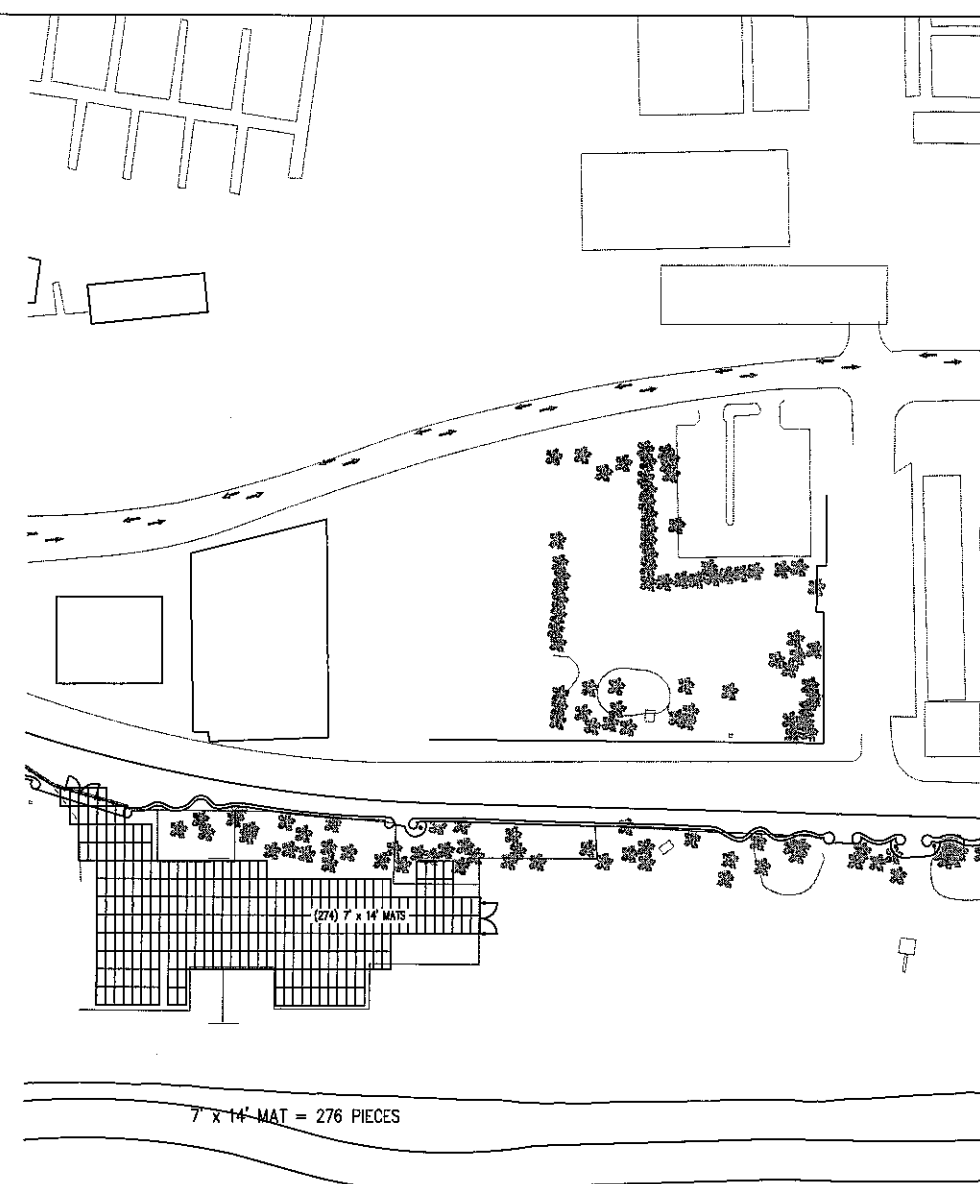 (274) 7' x 14' MATS
7' x 14' MAT = 276 PIECES